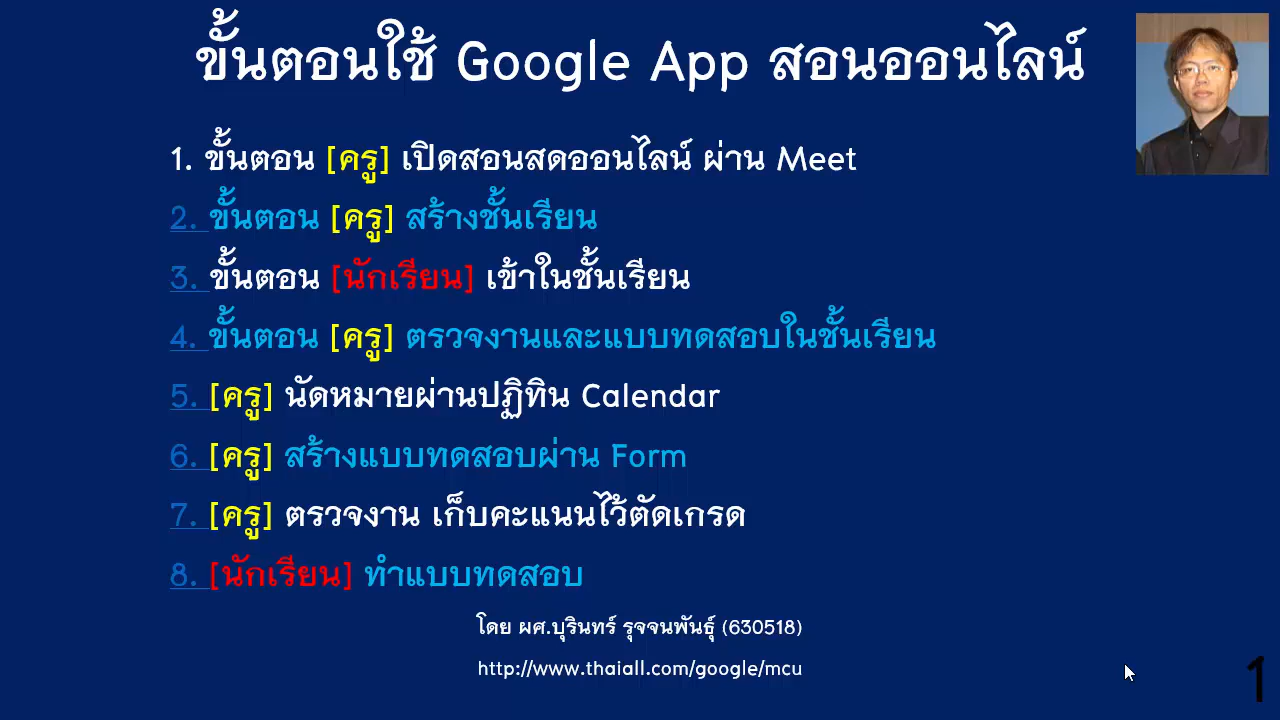 ขั้นตอนใช้ Google App สอนออนไลน์
1. ขั้นตอน [ครู] เปิดสอนสดออนไลน์ ผ่าน Meet
2. ขั้นตอน [ครู] สร้างชั้นเรียน
3. ขั้นตอน [นักเรียน] เข้าในชั้นเรียน
4. ขั้นตอน [ครู] ตรวจงานและแบบทดสอบในชั้นเรียน
5. [ครู] นัดหมายผ่านปฏิทิน Calendar
6. [ครู] สร้างแบบทดสอบผ่าน Form
7. [ครู] ตรวจงาน เก็บคะแนนไว้ตัดเกรด
8. [นักเรียน] ทำแบบทดสอบ
โดย ผศ.บุรินทร์ รุจจนพันธุ์ (630518)
http://www.thaiall.com/google/mcu
1